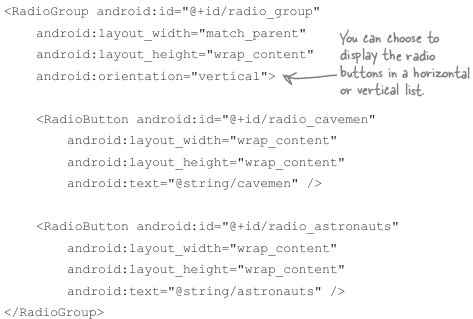 <RadioGroup android:id="@+id/radio_group"
android:layout_width="match_parent"
android:layout_height="wrap_content"
android:orientation="vertical">
You can choose to
display the radio
buttons in a horizontal
or vertical list.
<RadioButton android:id="@+id/radio_cavemen"
android:layout_width="wrap_content"
android:layout_height="wrap_content"
android:text="@string/cavemen" />
<RadioButton android:id="@+id/radio_astronauts"
android:layout_width="wrap_content"
android:layout_height="wrap_content"
android:text="@string/astronauts" />
</RadioGroup>